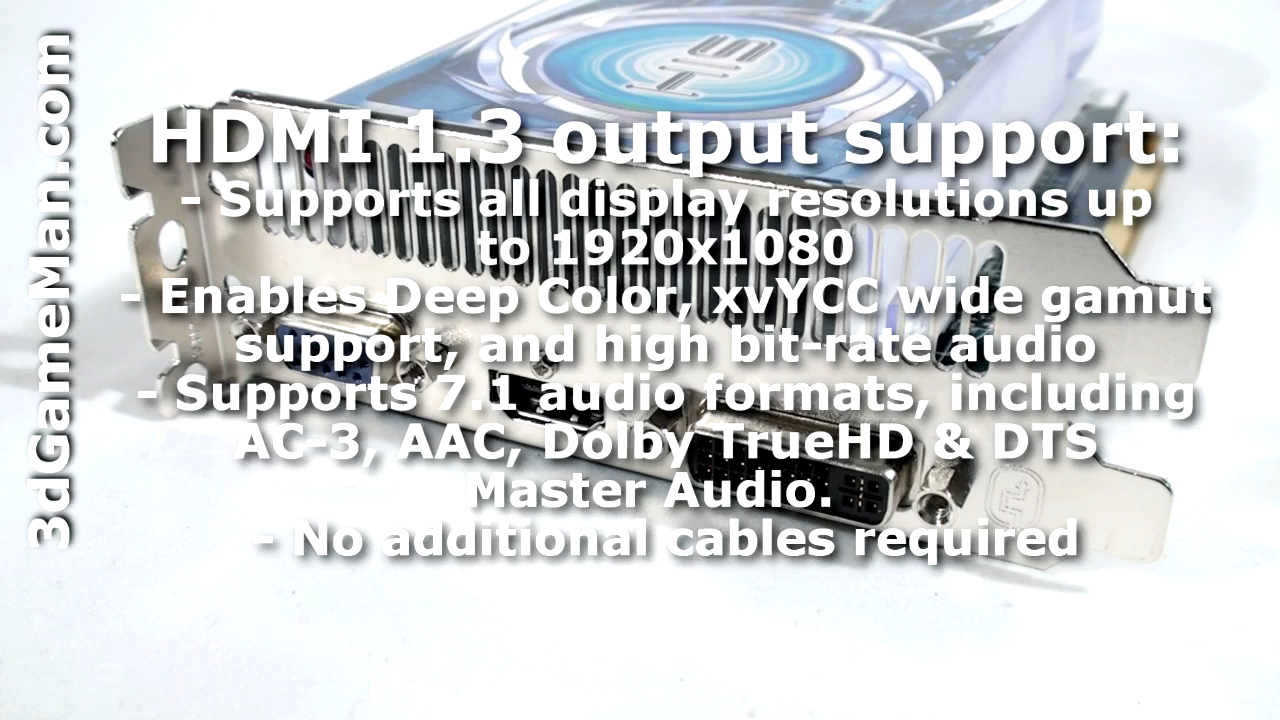 3dGameMan.com
HIS
HDMI 1.3 output support:
- Supports all display resolutions up
to 1920x1080
- Enables Deep Color, xvYCC wide gamut
support, and high bit-rate audio
- Supports 7.1 audio formats, including
AC-3, AAC, Dolby TrueHD & DTS
Master Audio.
- No additional cables required